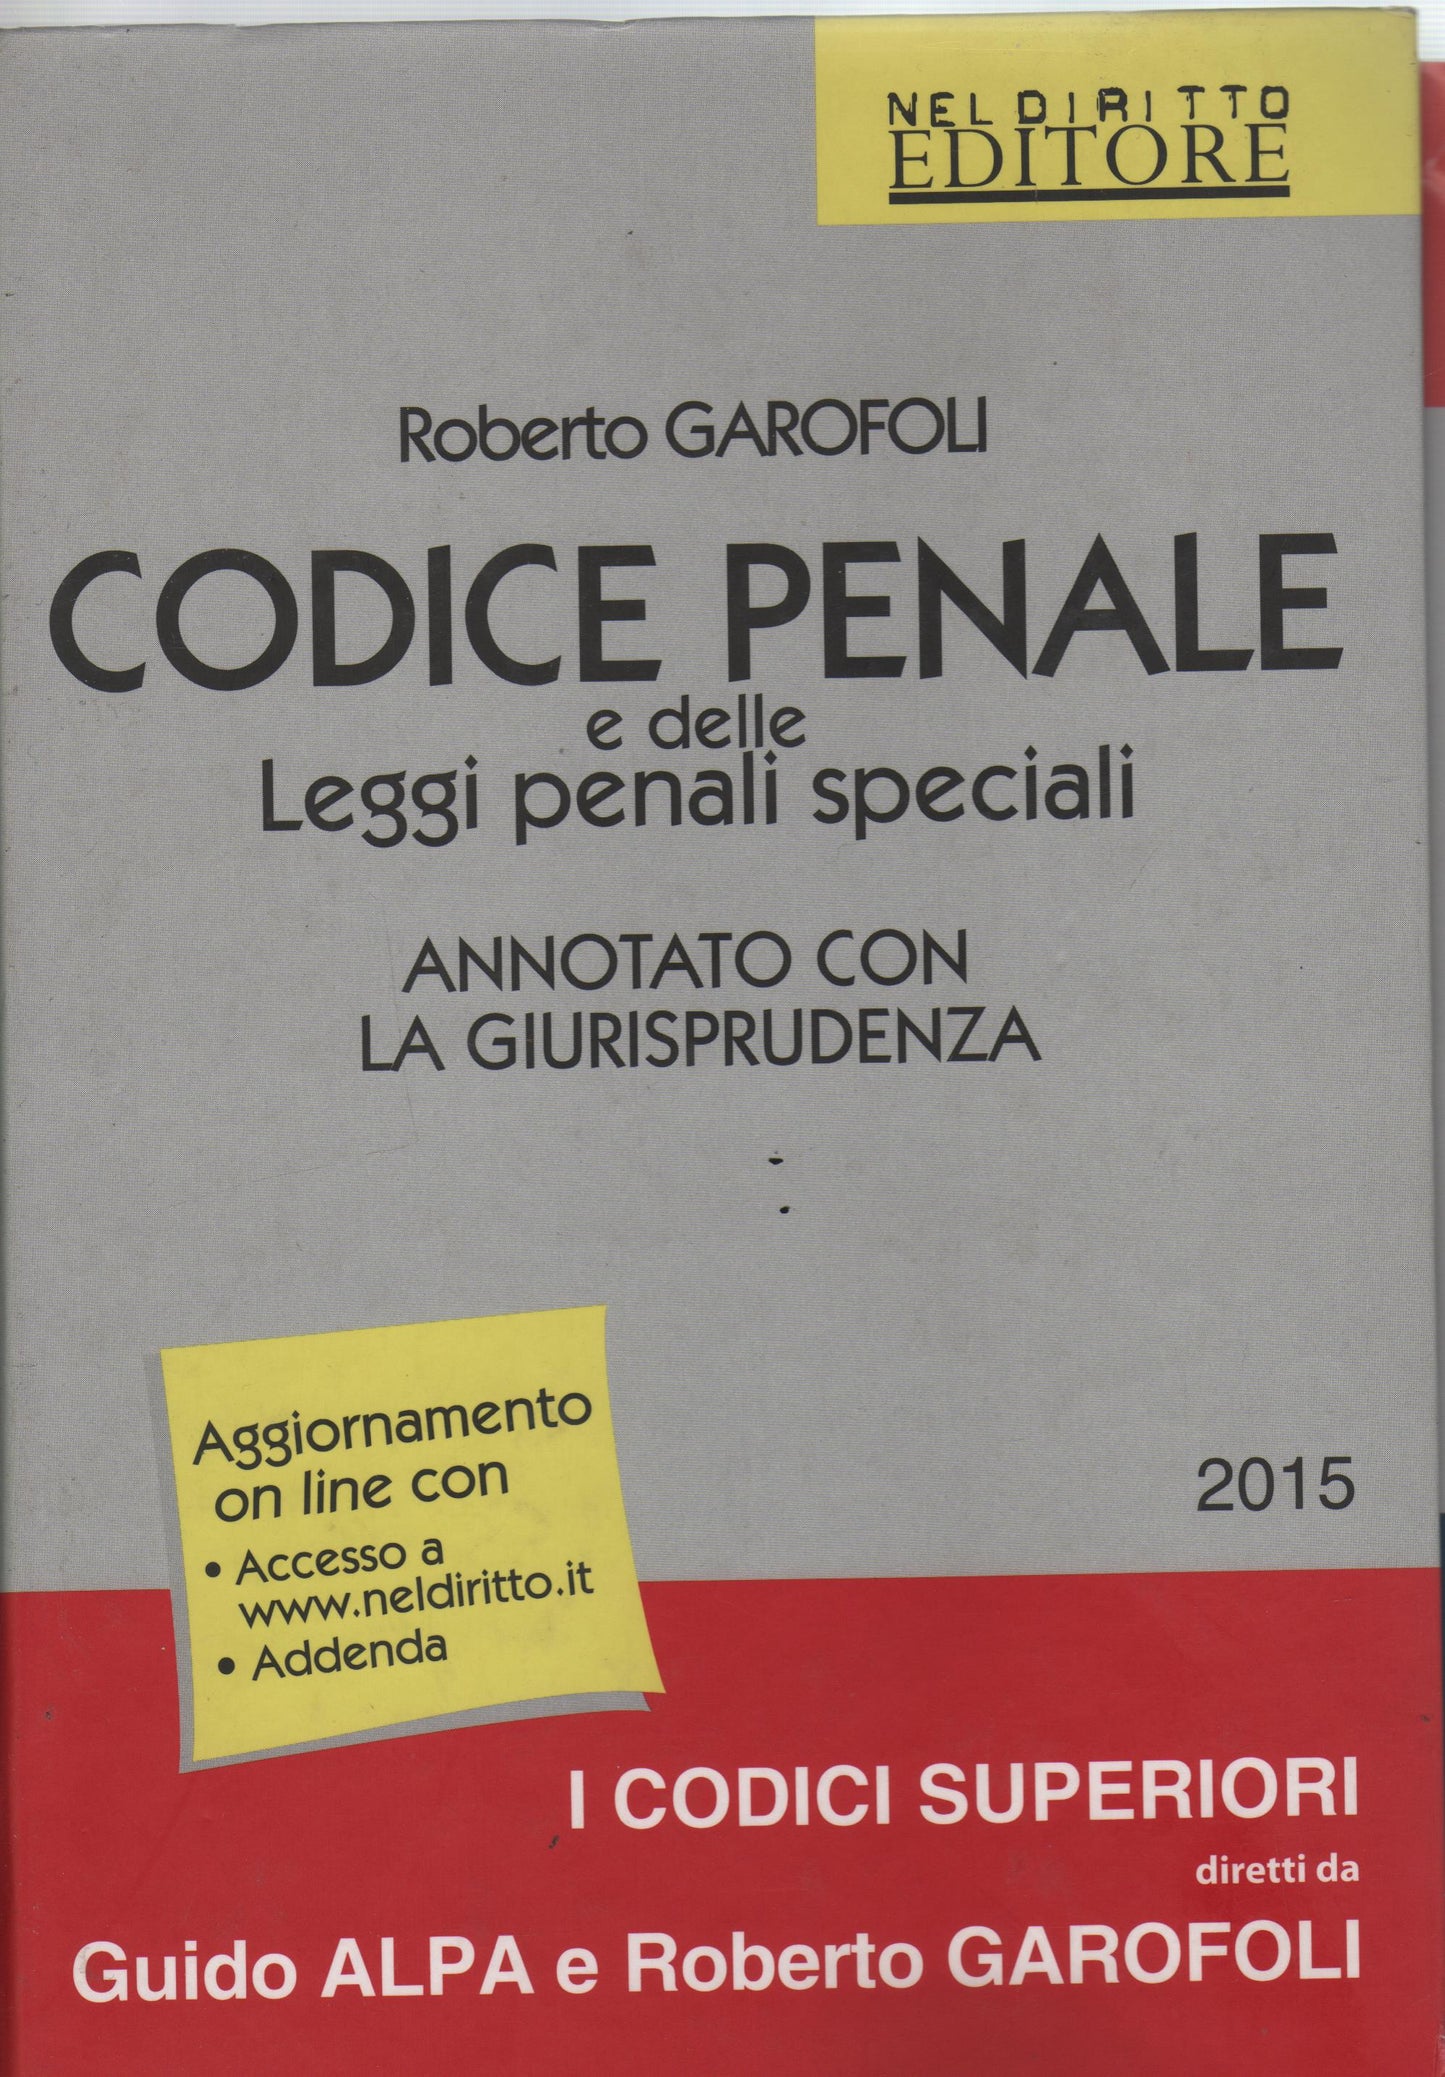 NEL DIRITTO
EDITORE
Roberto GAROFOLI
CODICE PENALE
e delle
Leggi penali speciali
ANNOTATO CON
LA GIURISPRUDENZA
Aggiornamento
on line con
• Accesso a
www.neldiritto.it
• Addenda
2015
I CODICI SUPERIORI
diretti da
Guido ALPA e Roberto GAROFOLI